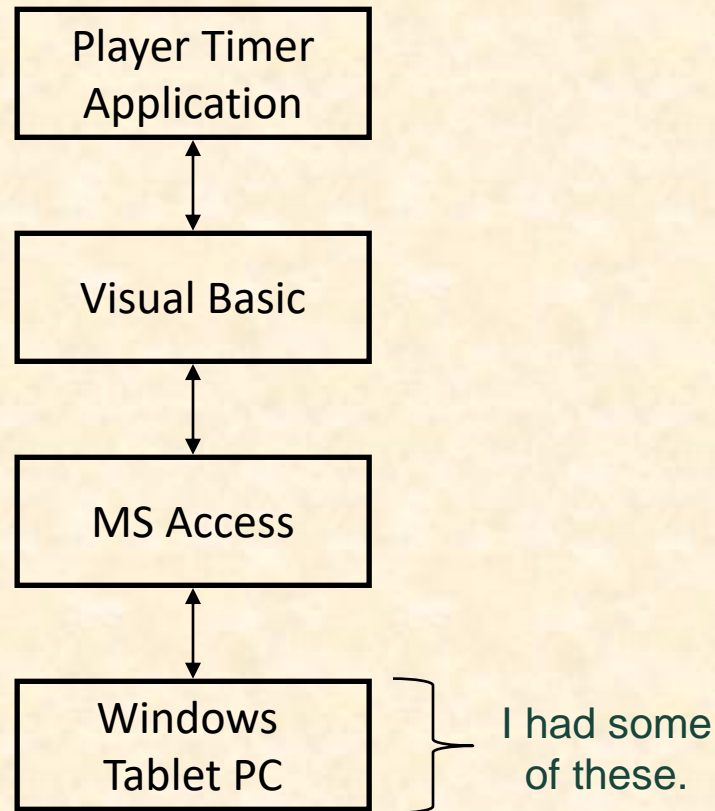 Player Timer
Application
Visual Basic
MS Access
Windows
Tablet PC
I had some
of these.